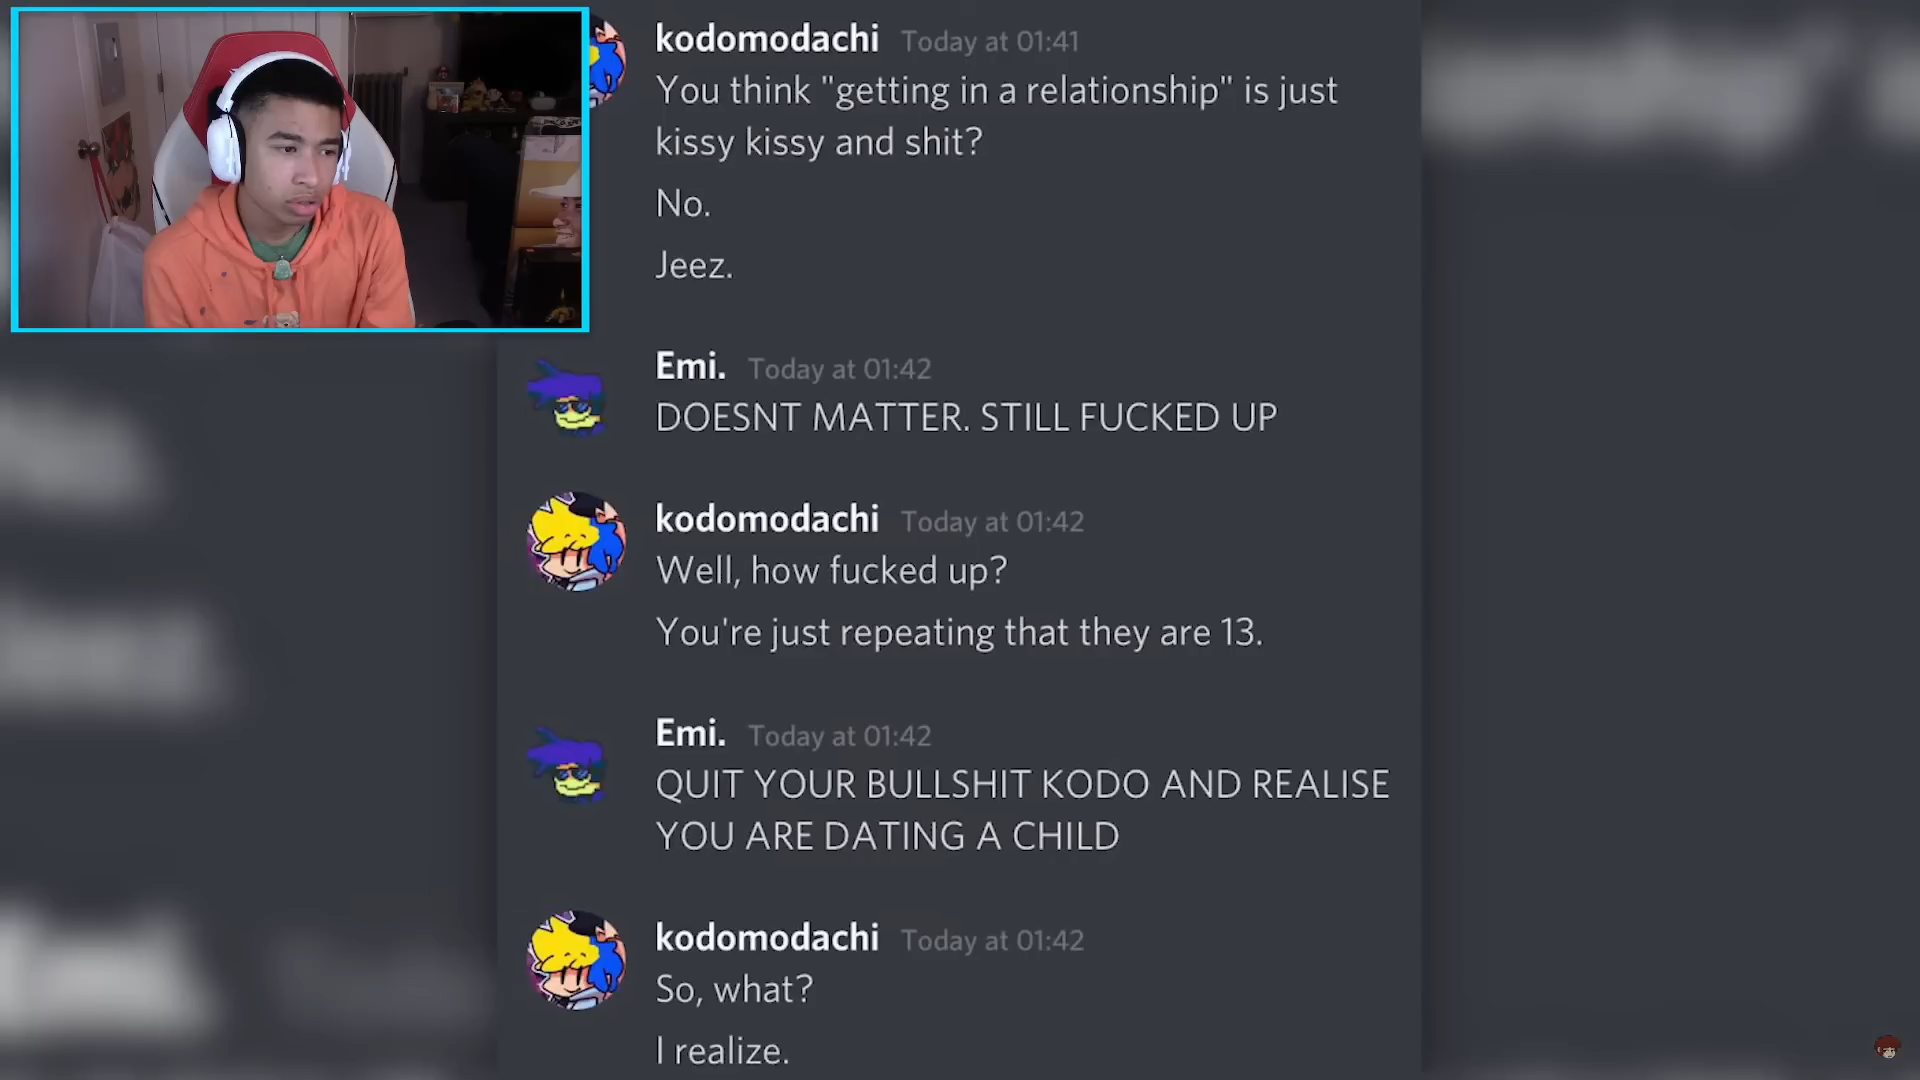 kodomodachi Today at 01:41
You think "getting in a relationship" is just
kissy kissy and shit?
No.
Jeez.
Emi. Today at 01:42
DOESNT MATTER. STILL FUCKED UP
kodomodachi Today at 01:42
Well, how fucked up?
You're just repeating that they are 13.
Emi. Today at 01:42
QUIT YOUR BULLSHIT KODO AND REALISE
YOU ARE DATING A CHILD
kodomodachi Today at 01:42
So, what?
I realize.